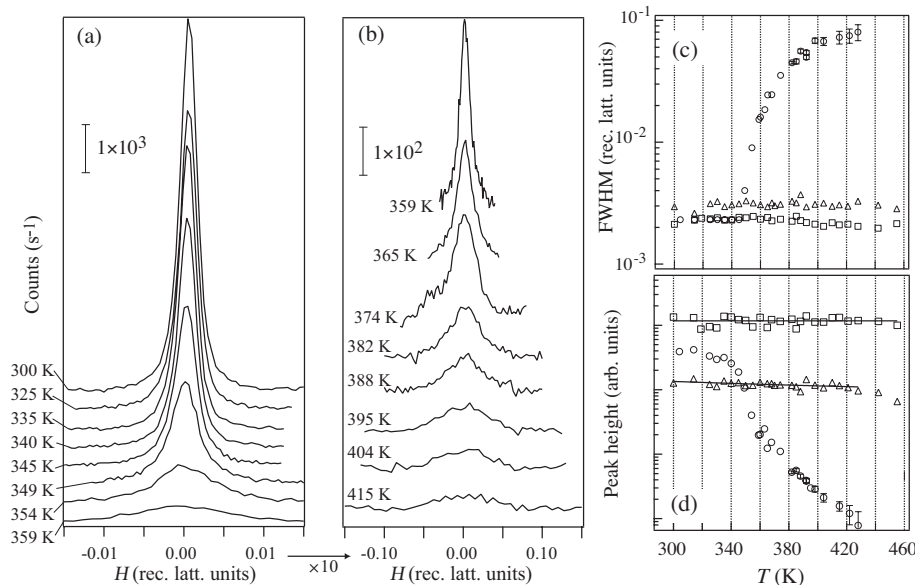 (a)
1×10³
Counts (s⁻¹)
300 K
325 K
335 K
340 K
345 K
349 K
354 K
359 K
-0.01
0.00
0.01
H (rec. latt. units)
×10
(b)
1×10²
359 K
365 K
374 K
382 K
388 K
395 K
404 K
415 K
-0.10
0.00
0.10
H (rec. latt. units)
(c)
FWHM (rec. latt. units)
10⁻¹
10⁻²
10⁻³
(d)
Peak height (arb. units)
300
340
380
420
460
T (K)